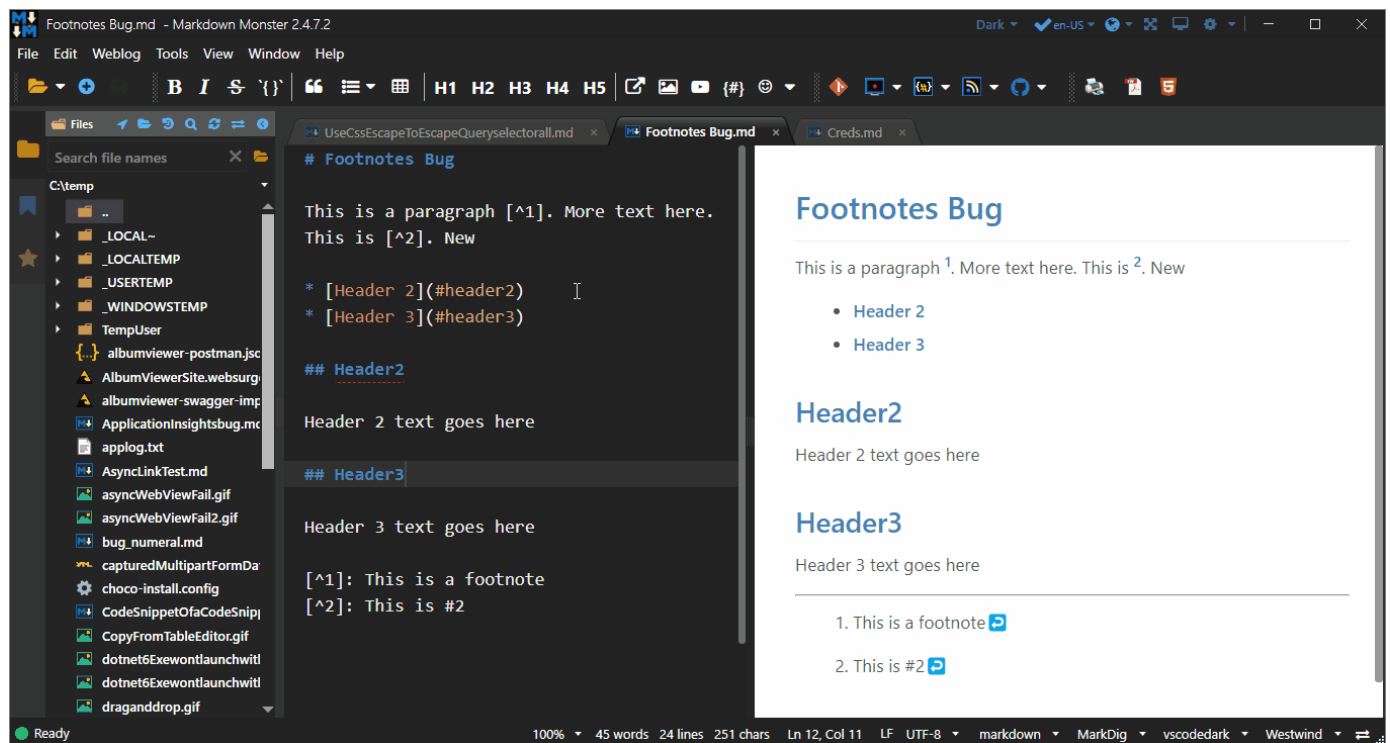 Footnotes Bug.md - Markdown Monster 2.4.7.2
Dark
en-US
File Edit Weblog Tools View Window Help
B I S `{}` H1 H2 H3 H4 H5 {#}
Files
UseCssEscapeToEscapeQueryselectorall.md
Footnotes Bug.md
Creds.md
Search file names
C:\temp
..
_LOCAL~
_LOCALTEMP
_USERTEMP
_WINDOWSTEMP
TempUser
albumviewer-postman.jsc
AlbumViewerSite.websurg
albumviewer-swagger-imp
ApplicationInsightsbug.mc
applog.txt
AsyncLinkTest.md
asyncWebViewFail.gif
asyncWebViewFail2.gif
bug_numeral.md
capturedMultipartFormDa
choco-install.config
CodeSnippetOfaCodeSnip
CopyFromTableEditor.gif
dotnet6Exewontlaunchwitl
dotnet6Exewontlaunchwitl
draganddrop.gif
# Footnotes Bug
This is a paragraph [^1]. More text here.
This is [^2]. New
* [Header 2](#header2)
* [Header 3](#header3)
## Header2
Header 2 text goes here
## Header3
Header 3 text goes here
[^1]: This is a footnote
[^2]: This is #2
Footnotes Bug
This is a paragraph 1. More text here. This is 2. New
• Header 2
• Header 3
Header2
Header 2 text goes here
Header3
Header 3 text goes here
1. This is a footnote
2. This is #2
Ready
100% 45 words 24 lines 251 chars Ln 12, Col 11 LF UTF-8 markdown MarkDig vscodedark Westwind